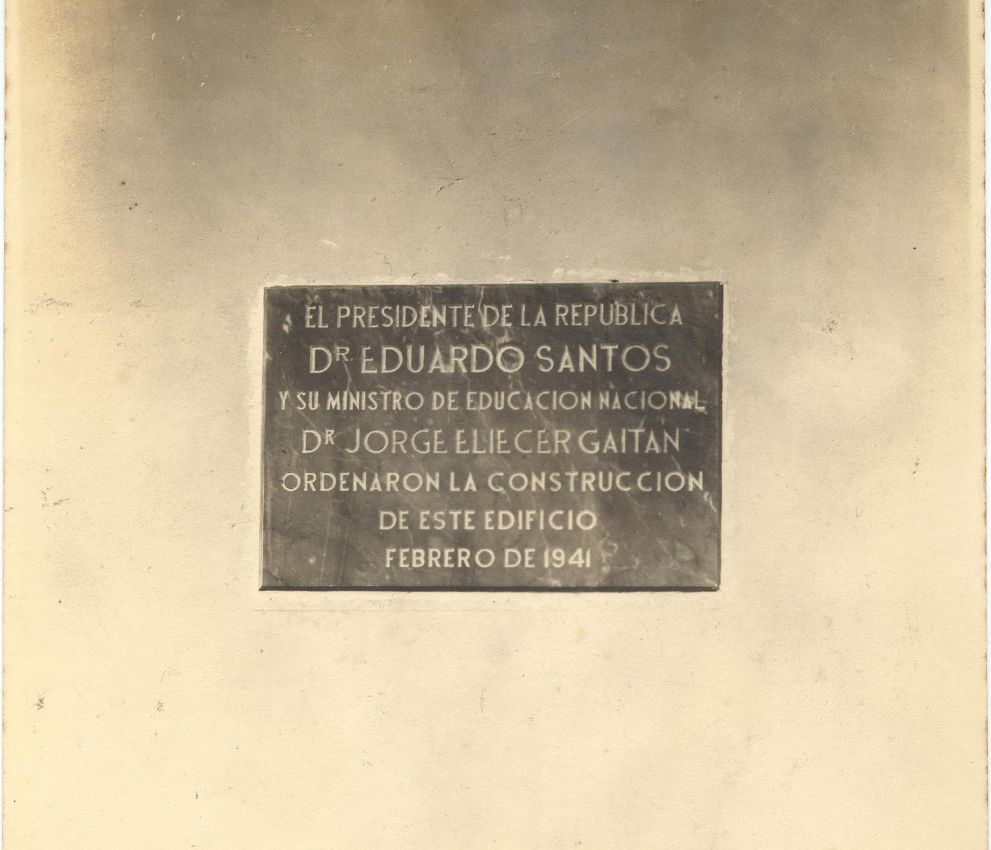 EL PRESIDENTE DE LA REPUBLICA
DR. EDUARDO SANTOS
Y SU MINISTRO DE EDUCACION NACIONAL
DR JORGE ELIECER GAITAN
ORDENARON LA CONSTRUCCION
DE ESTE EDIFICIO
FEBRERO DE 1941